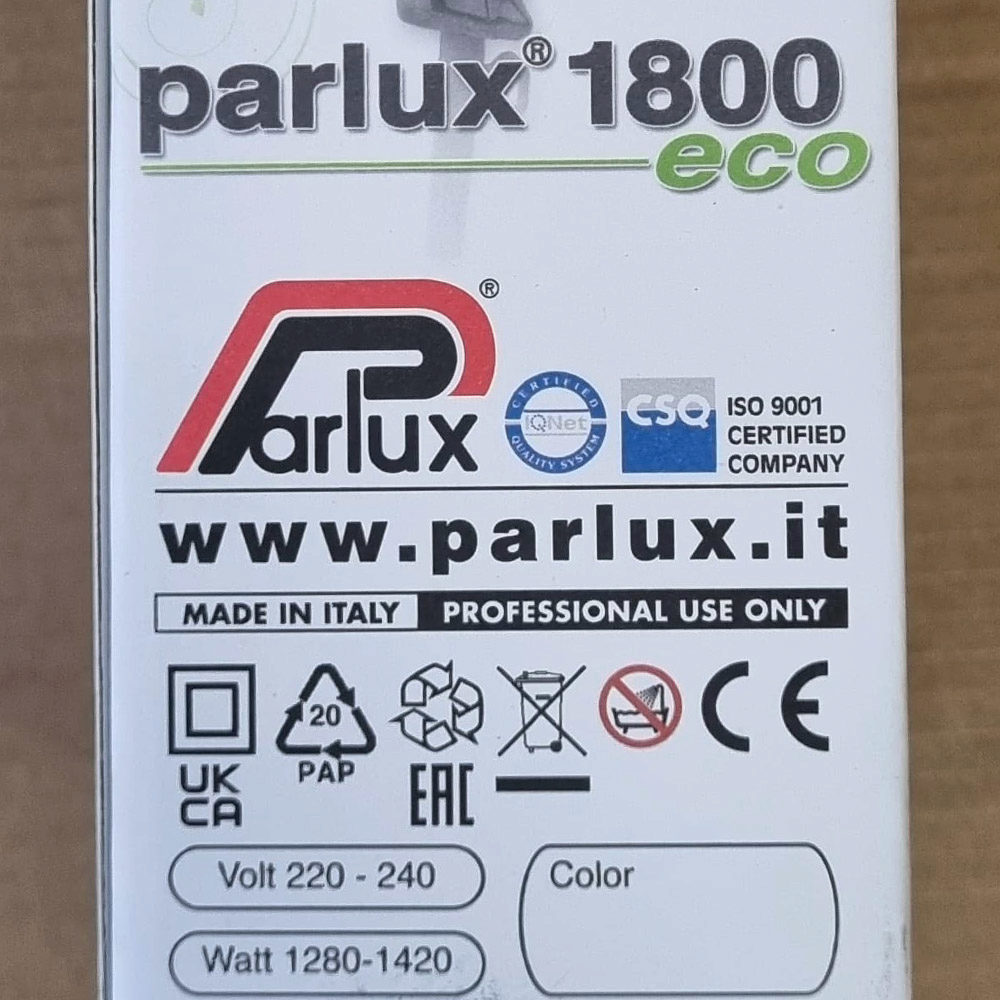 parlux® 1800
eco
Parlux®
CERTIFIED
IQNet
QUALITY SYSTEM
CSQ
ISO 9001
CERTIFIED
COMPANY
www.parlux.it
MADE IN ITALY PROFESSIONAL USE ONLY
20
PAP
CE
UK
CA
EAC
Volt 220 - 240
Color
Watt 1280-1420